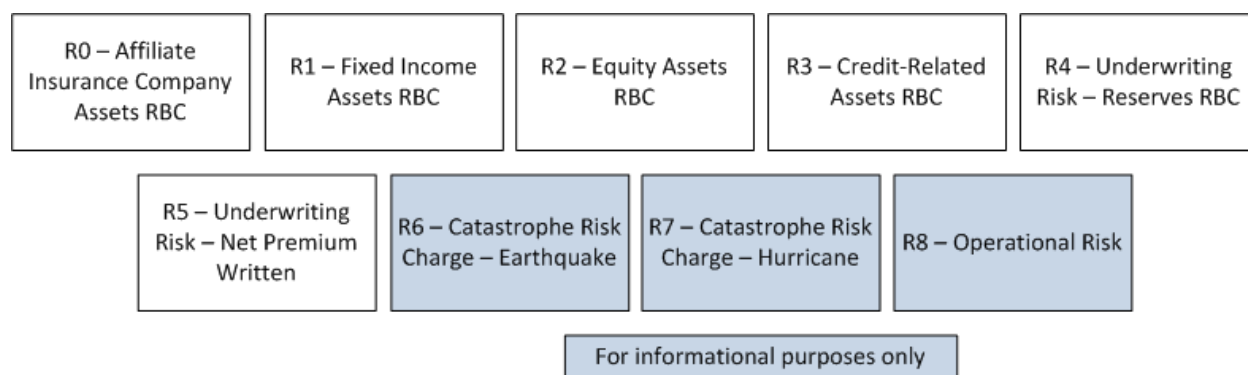 R0 – Affiliate
Insurance Company
Assets RBC
R1 – Fixed Income
Assets RBC
R2 – Equity Assets
RBC
R3 – Credit-Related
Assets RBC
R4 – Underwriting
Risk – Reserves RBC
R5 – Underwriting
Risk – Net Premium
Written
R6 – Catastrophe Risk
Charge – Earthquake
R7 – Catastrophe Risk
Charge – Hurricane
R8 – Operational Risk
For informational purposes only